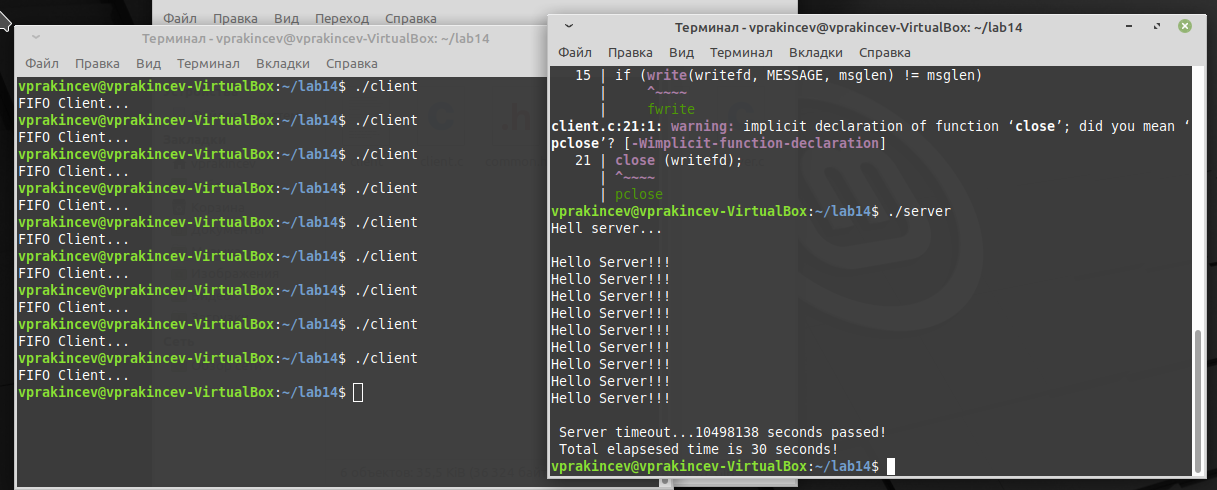 Файл Правка Вид Переход Справка
Терминал - vprakincev@vprakincev-VirtualBox: ~/lab14
Файл Правка Вид Терминал Вкладки Справка
vprakincev@vprakincev-VirtualBox:~/lab14$ ./client
FIFO Client...
vprakincev@vprakincev-VirtualBox:~/lab14$ ./client
FIFO Client...
vprakincev@vprakincev-VirtualBox:~/lab14$ ./client
FIFO Client...
vprakincev@vprakincev-VirtualBox:~/lab14$ ./client
FIFO Client...
vprakincev@vprakincev-VirtualBox:~/lab14$ ./client
FIFO Client...
vprakincev@vprakincev-VirtualBox:~/lab14$ ./client
FIFO Client...
vprakincev@vprakincev-VirtualBox:~/lab14$ ./client
FIFO Client...
vprakincev@vprakincev-VirtualBox:~/lab14$ ./client
FIFO Client...
vprakincev@vprakincev-VirtualBox:~/lab14$ ./client
FIFO Client...
vprakincev@vprakincev-VirtualBox:~/lab14$
Терминал - vprakincev@vprakincev-VirtualBox: ~/lab14
Файл Правка Вид Терминал Вкладки Справка
15 | if (write(writefd, MESSAGE, msglen) != msglen)
| ^~~~~
| fwrite
client.c:21:1: warning: implicit declaration of function ‘close’; did you mean ‘
pclose’? [-Wimplicit-function-declaration]
21 | close (writefd);
| ^~~~~
| pclose
vprakincev@vprakincev-VirtualBox:~/lab14$ ./server
Hell server...
Hello Server!!!
Hello Server!!!
Hello Server!!!
Hello Server!!!
Hello Server!!!
Hello Server!!!
Hello Server!!!
Hello Server!!!
Hello Server!!!
Server timeout...10498138 seconds passed!
Total elapsesed time is 30 seconds!
vprakincev@vprakincev-VirtualBox:~/lab14$